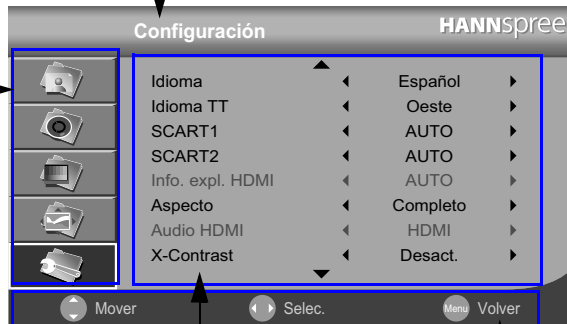 Configuración HANNspree
Idioma Español
Idioma TT Oeste
SCART1 AUTO
SCART2 AUTO
Info. expl. HDMI AUTO
Aspecto Completo
Audio HDMI HDMI
X-Contrast Desact.
Mover Selec. Menu Volver